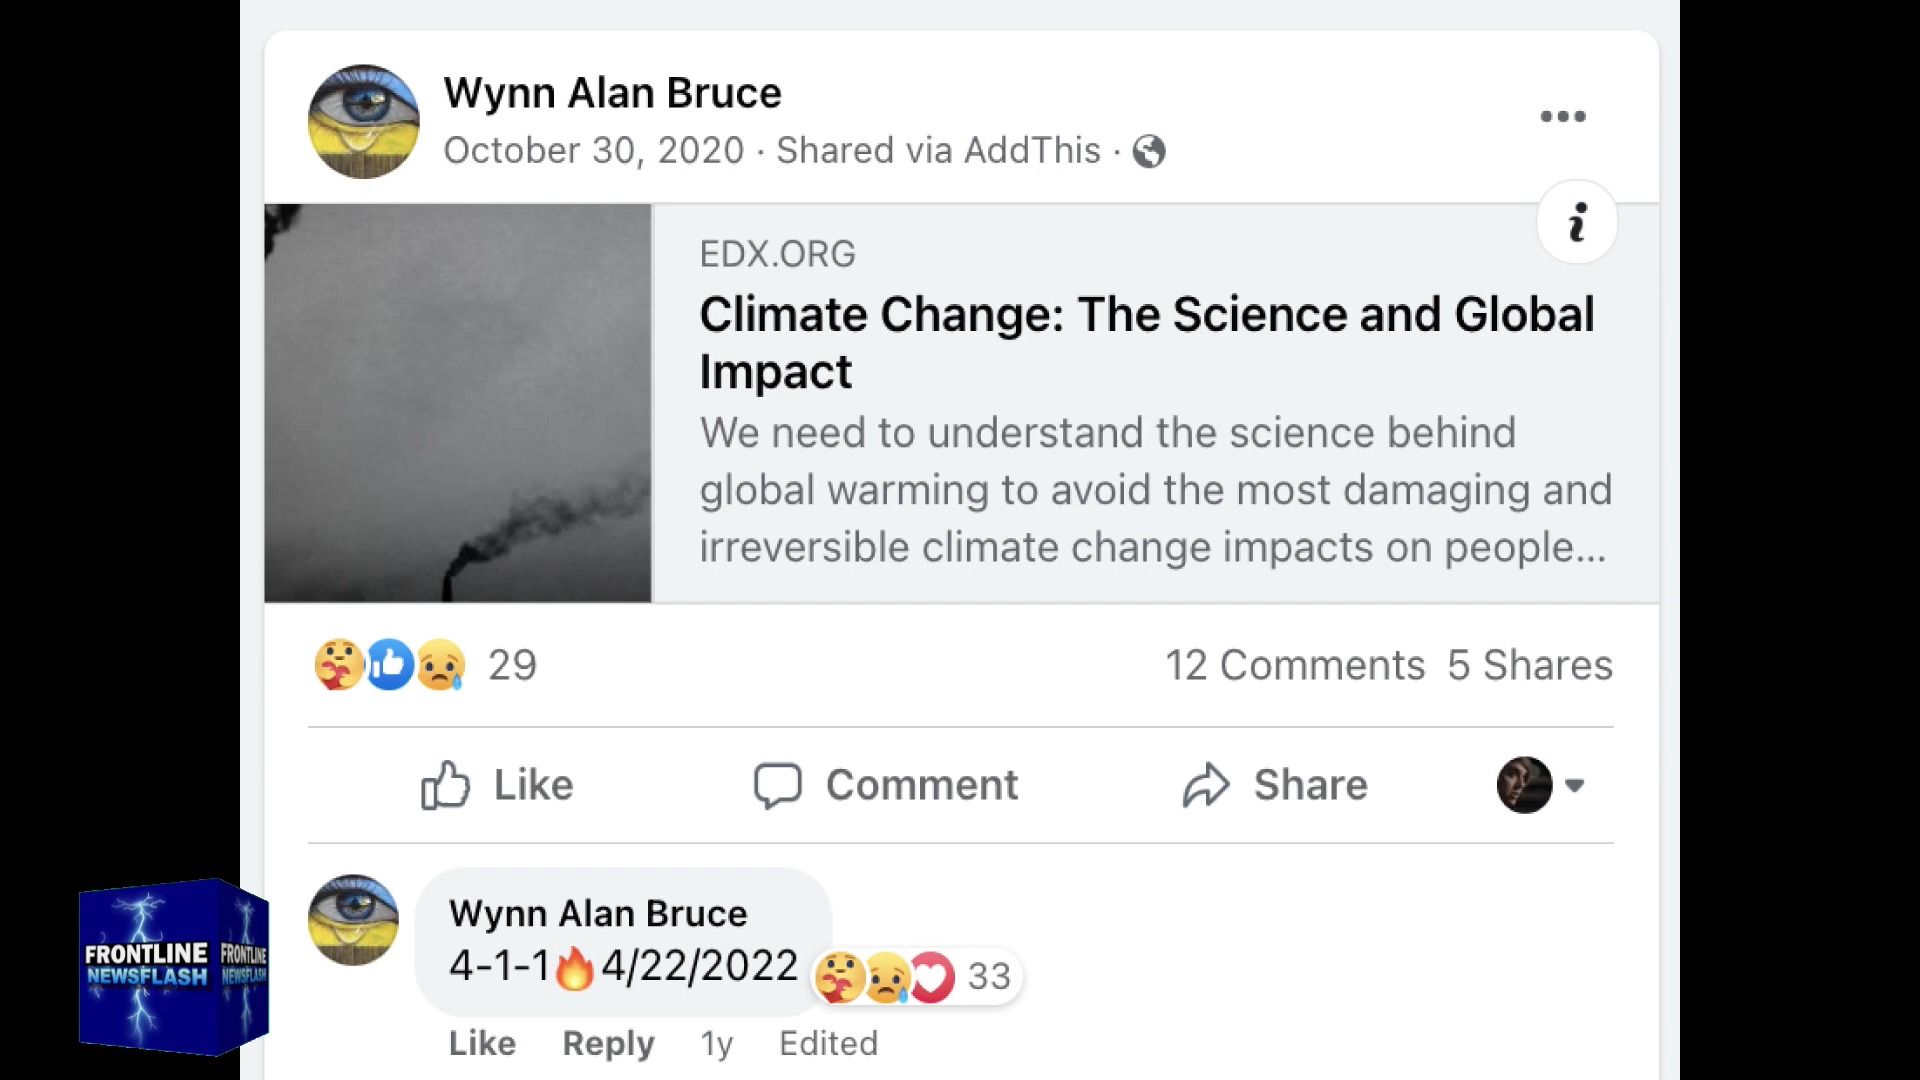 Wynn Alan Bruce
October 30, 2020 · Shared via AddThis ·
EDX.ORG
Climate Change: The Science and Global
Impact
We need to understand the science behind
global warming to avoid the most damaging and
irreversible climate change impacts on people...
29
12 Comments 5 Shares
Like Comment Share
Wynn Alan Bruce
4-1-1🔥4/22/2022
33
Like Reply 1y Edited
FRONTLINE
NEWSFLASH
FRONTLINE
NEWSFLASH